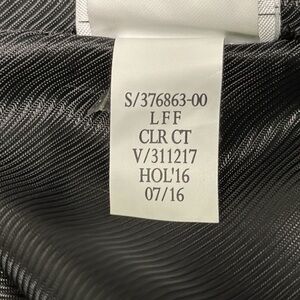 S/376863-00
LFF
CLR CT
V/311217
HOL'16
07/16